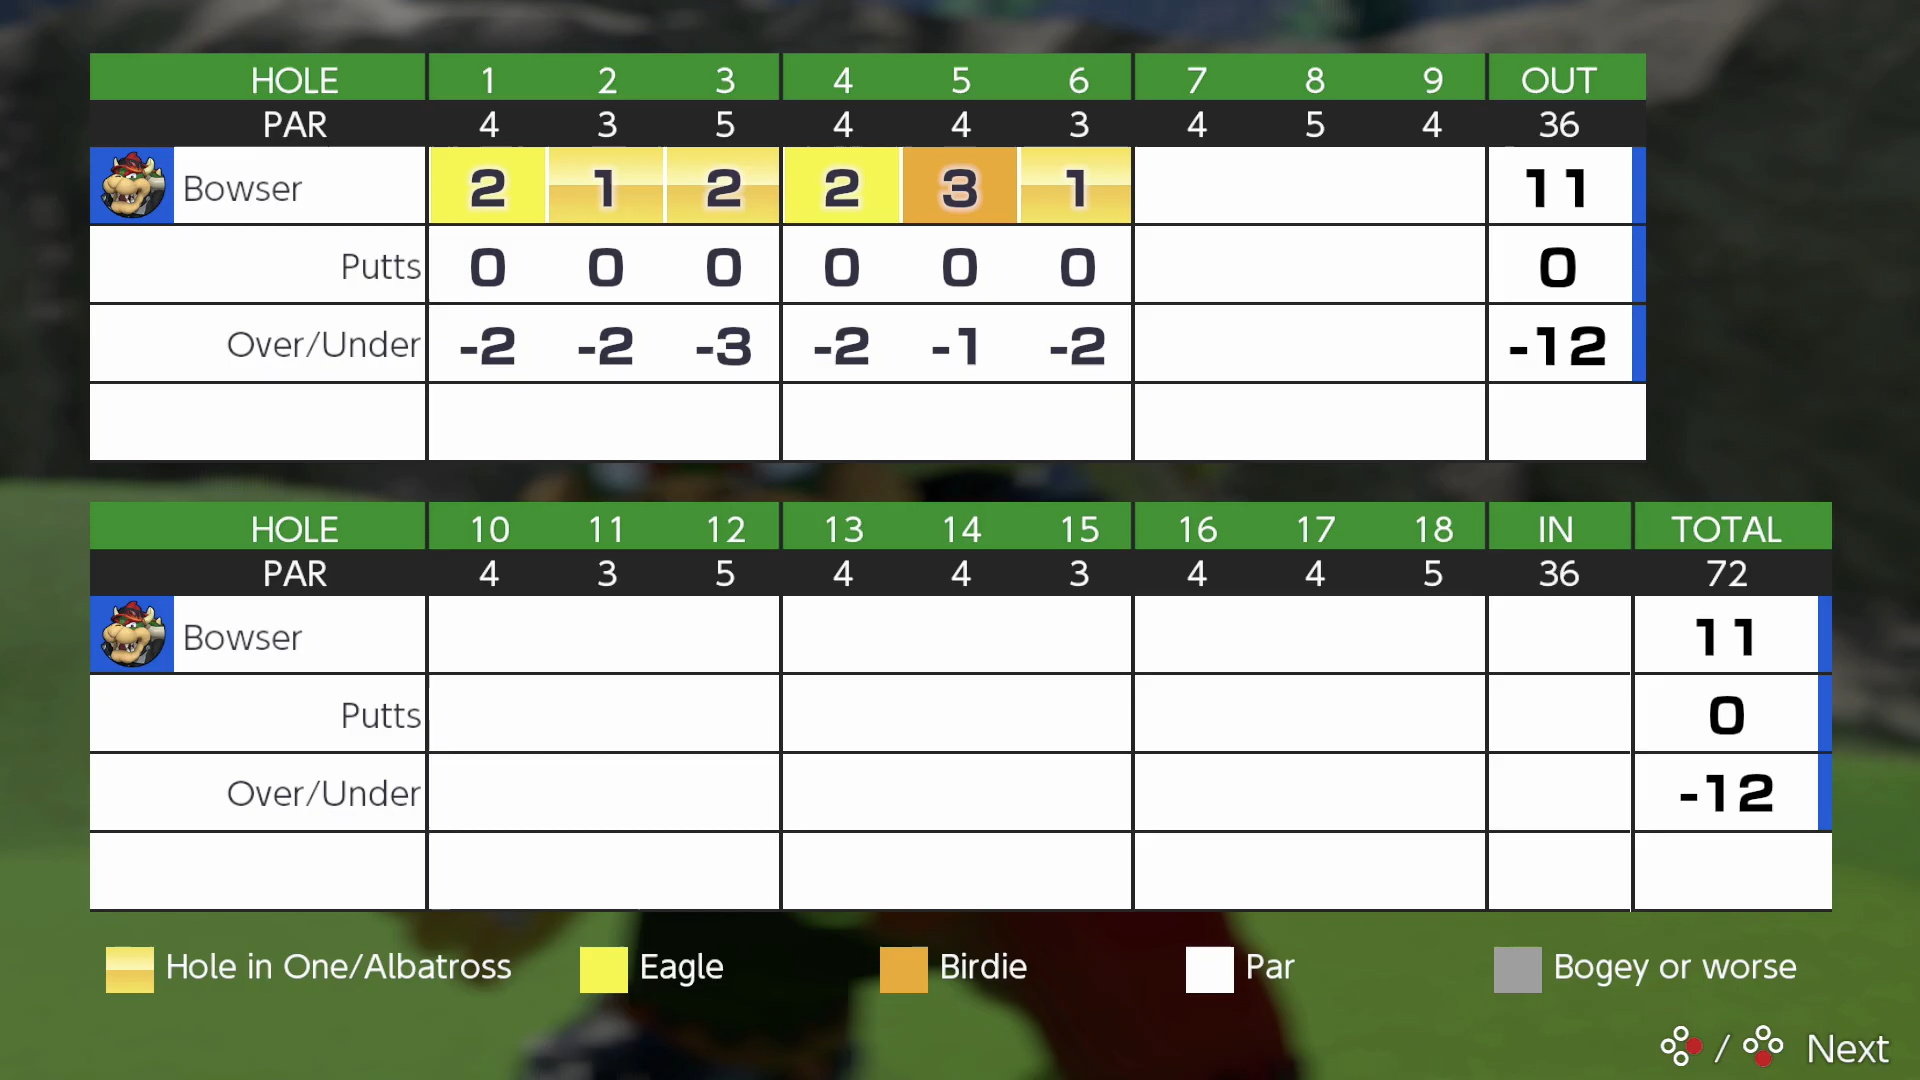 HOLE 1 2 3 4 5 6 7 8 9 OUT
PAR 4 3 5 4 4 3 4 5 4 36
Bowser 2 1 2 2 3 1 11
Putts 0 0 0 0 0 0 0
Over/Under -2 -2 -3 -2 -1 -2 -12
HOLE 10 11 12 13 14 15 16 17 18 IN TOTAL
PAR 4 3 5 4 4 3 4 4 5 36 72
Bowser 11
Putts 0
Over/Under -12
Hole in One/Albatross Eagle Birdie Par Bogey or worse
/ Next